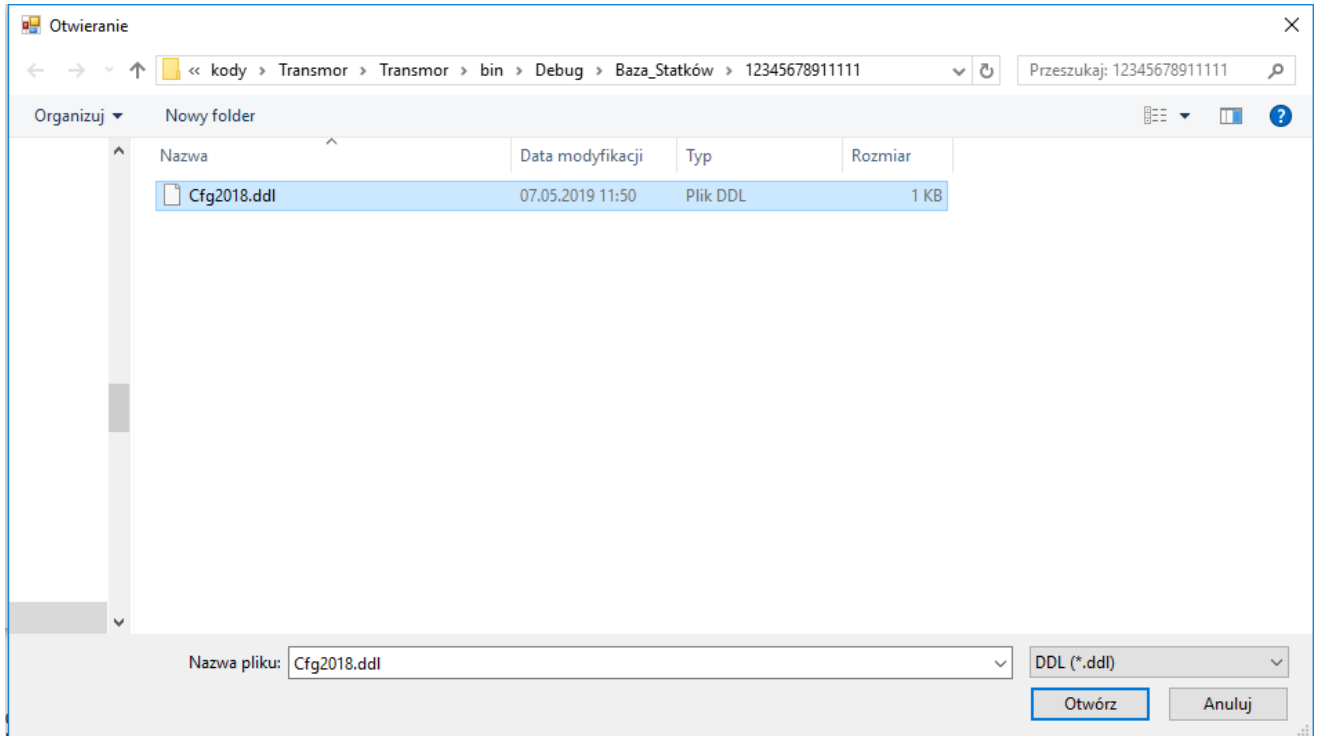 Otwieranie
« kody > Transmor > Transmor > bin > Debug > Baza_Statków > 12345678911111 Przeszukaj: 12345678911111
Organizuj Nowy folder ?
Nazwa Data modyfikacji Typ Rozmiar
Cfg2018.ddl 07.05.2019 11:50 Plik DDL 1 KB
Nazwa pliku: Cfg2018.ddl DDL (*.ddl)
Otwórz Anuluj